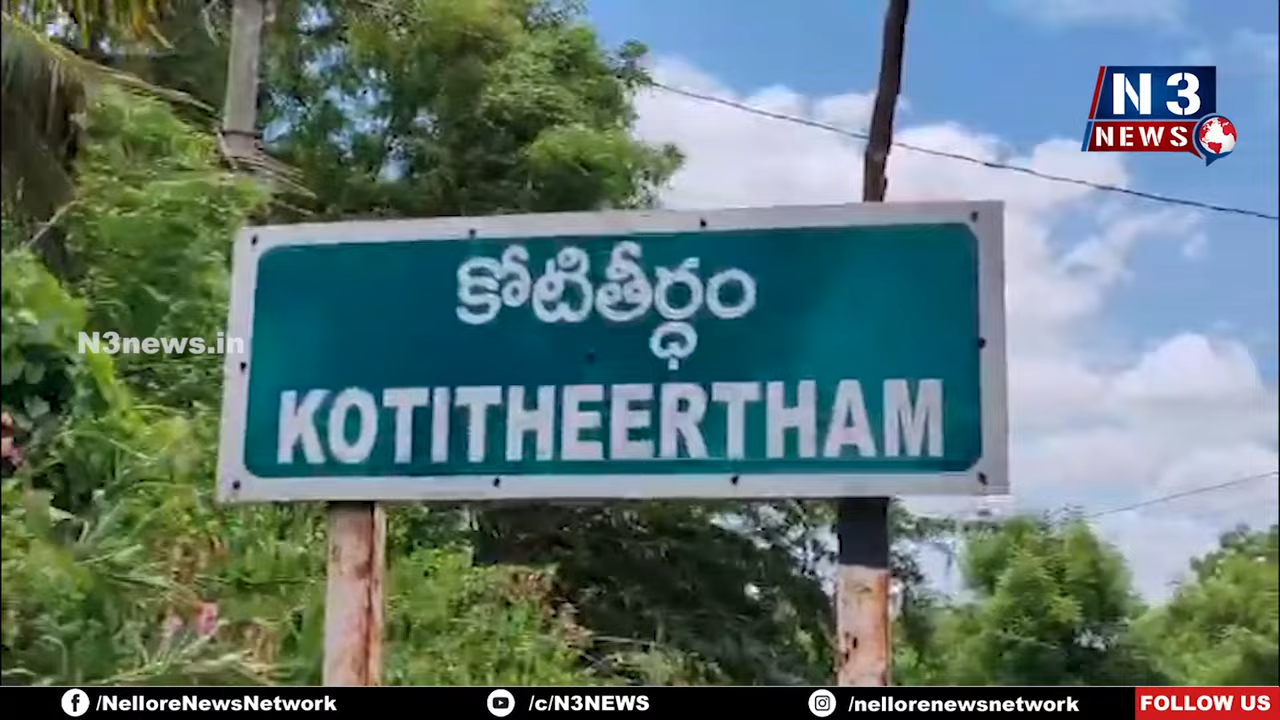 N3
NEWS
కోటితీర్ధం
N3news.in
KOTITHEERTHAM
/NelloreNewsNetwork /c/N3NEWS /nellorenewsnetwork FOLLOW US